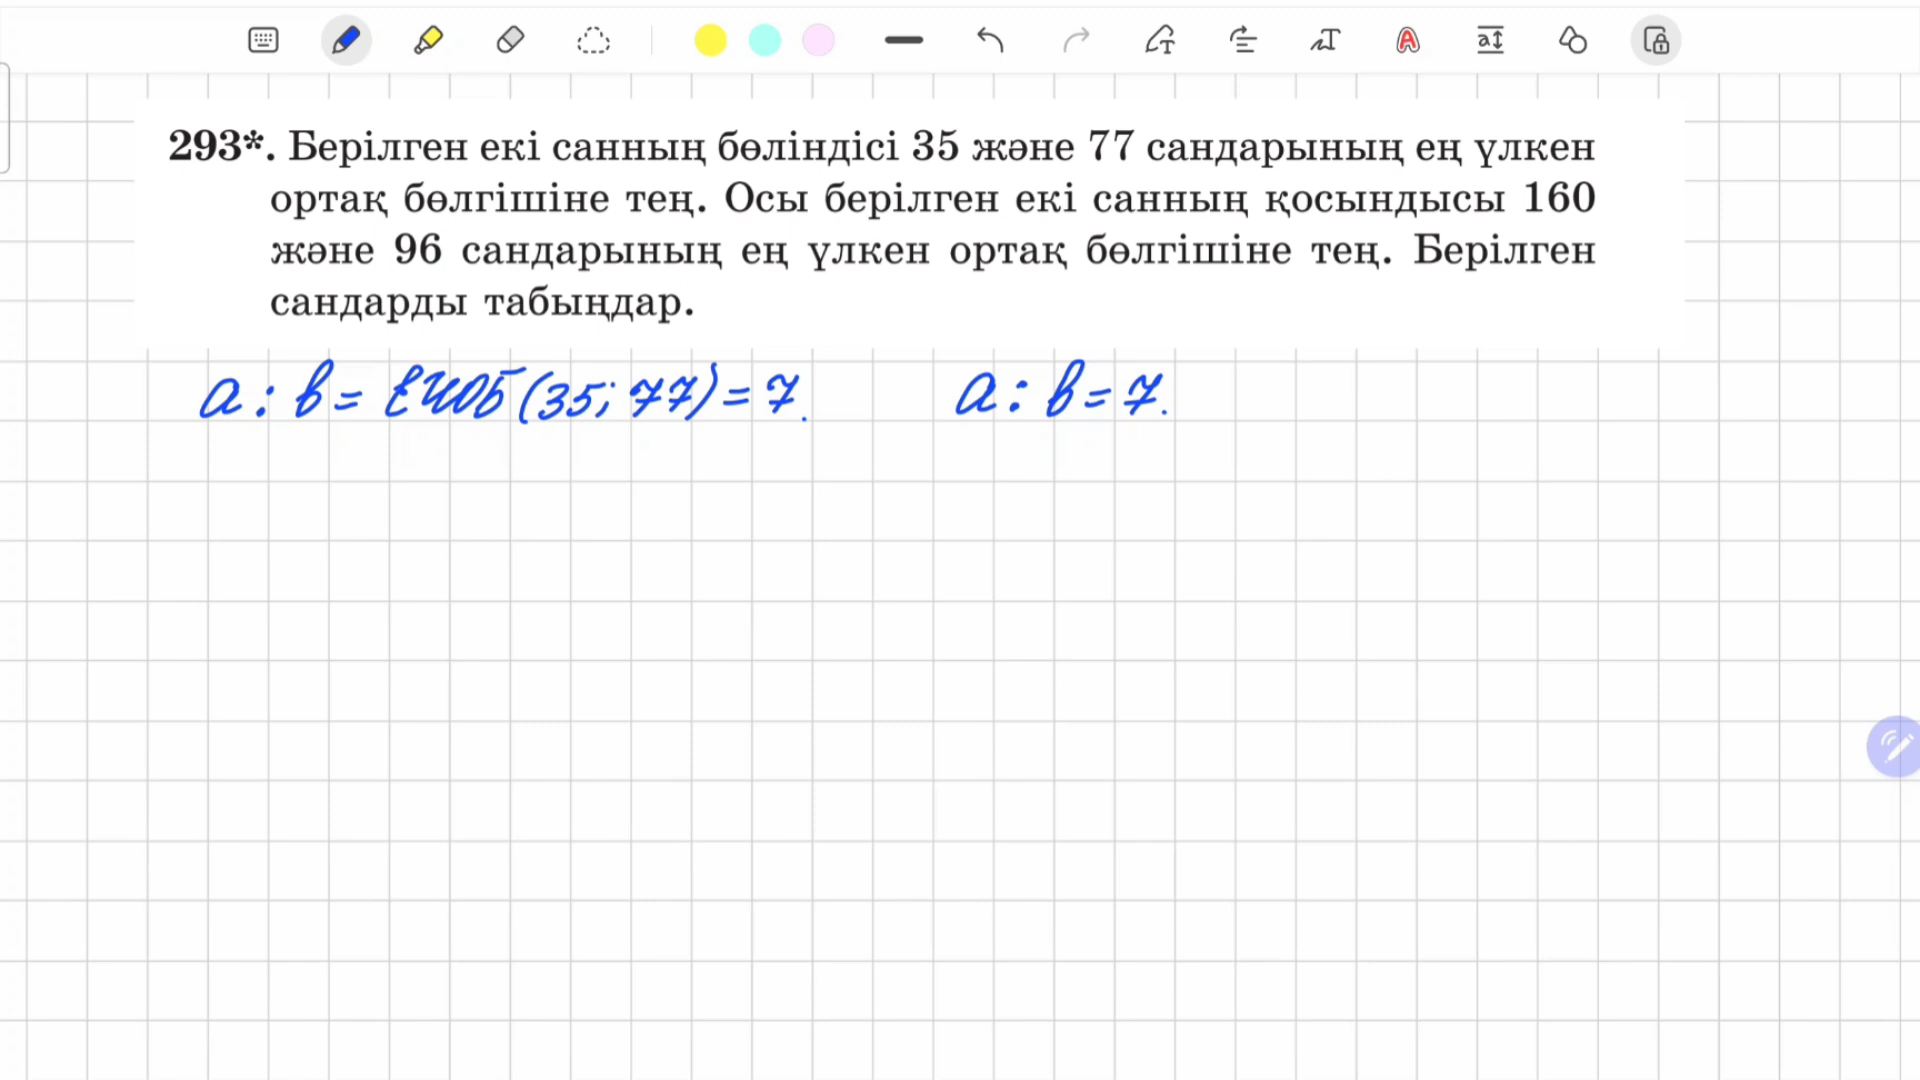 293*. Берілген екі санның бөліндісі 35 және 77 сандарының ең үлкен
ортақ бөлгішіне тең. Осы берілген екі санның қосындысы 160
және 96 сандарының ең үлкен ортақ бөлгішіне тең. Берілген
сандарды табыңдар.
a : b = ЕҮОБ (35; 77) = 7. a : b = 7.